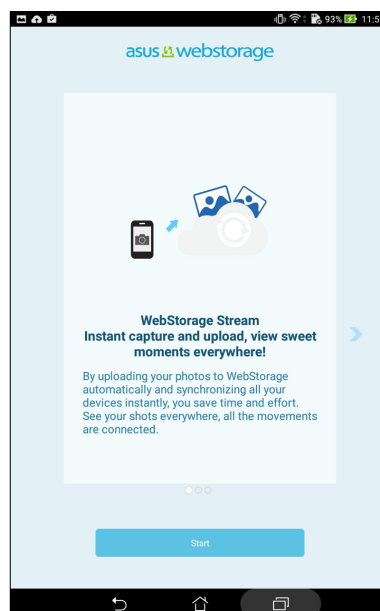 93% 11:5
asus webstorage
WebStorage Stream
Instant capture and upload, view sweet
moments everywhere!
By uploading your photos to WebStorage
automatically and synchronizing all your
devices instantly, you save time and effort.
See your shots everywhere, all the movements
are connected.
Start